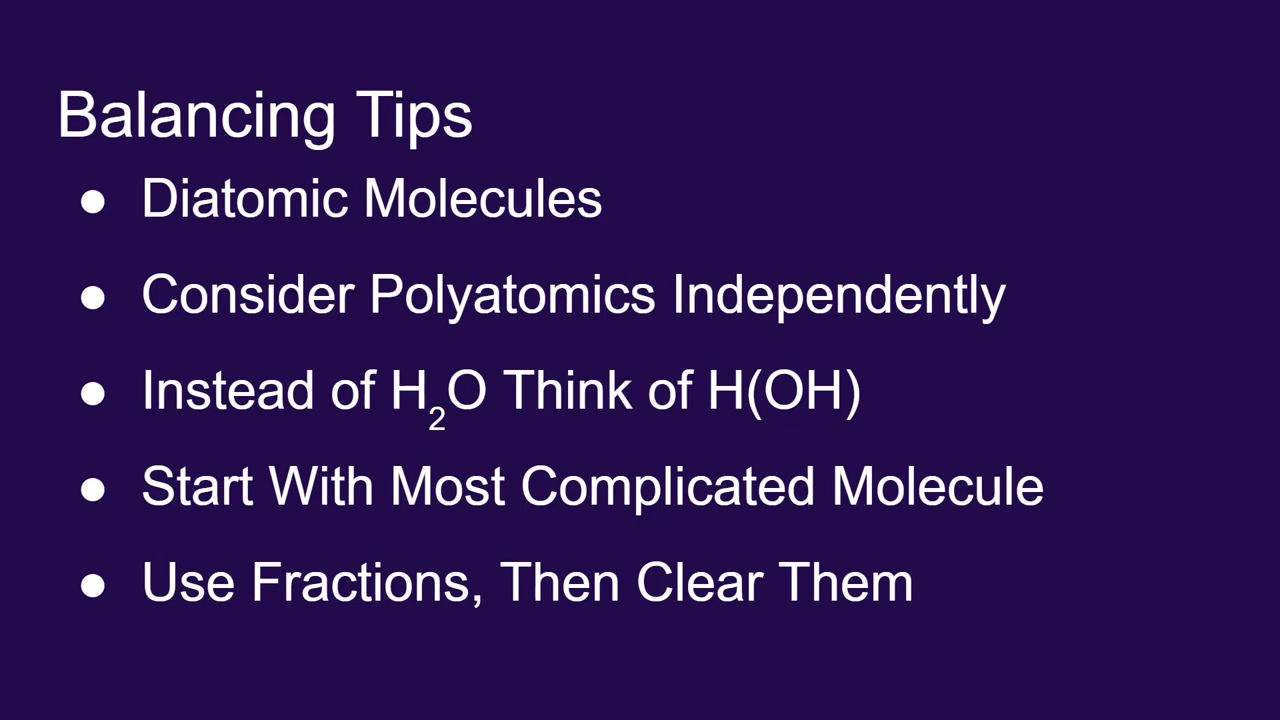 Balancing Tips
● Diatomic Molecules
● Consider Polyatomics Independently
● Instead of H₂O Think of H(OH)
● Start With Most Complicated Molecule
● Use Fractions, Then Clear Them